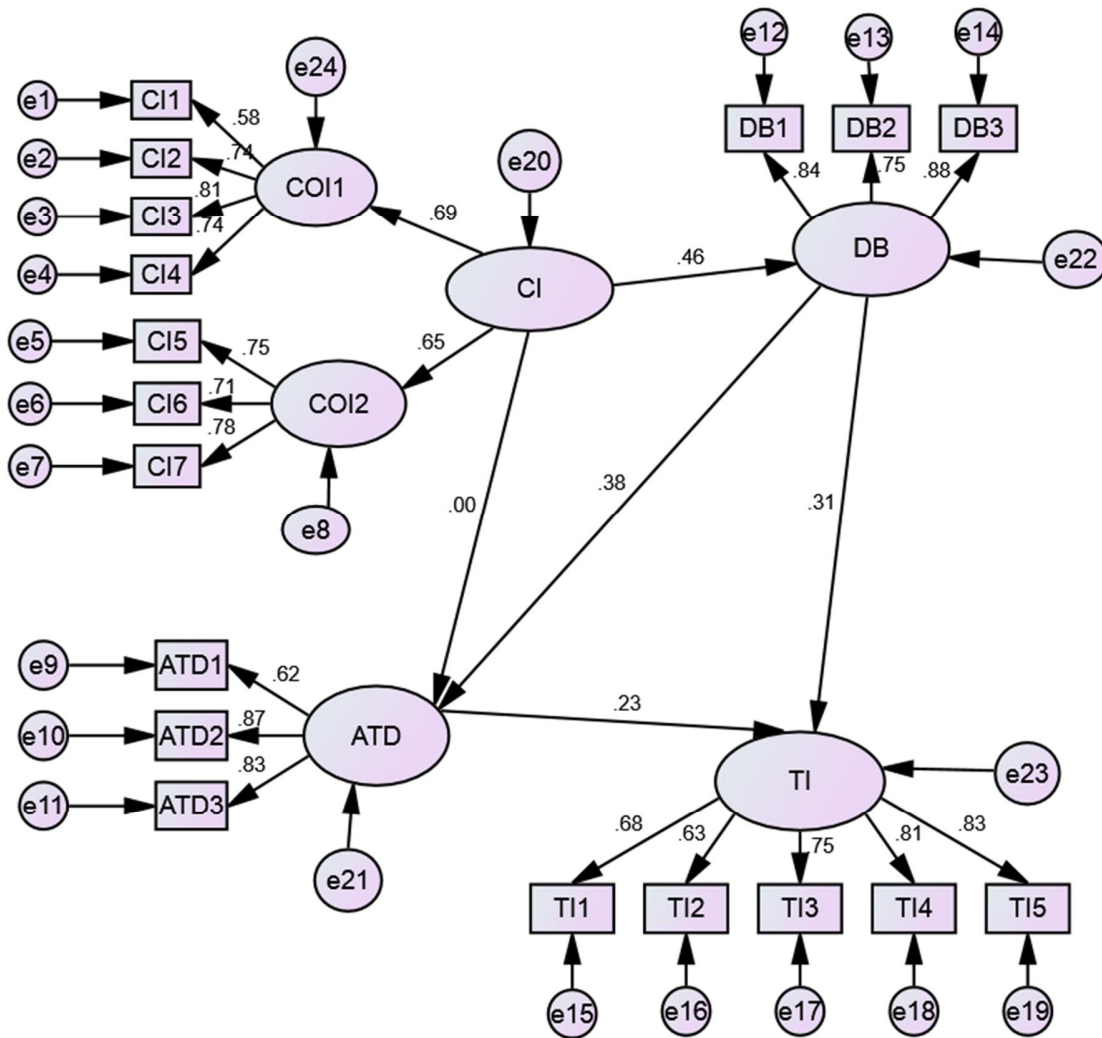 e12
e13
e14
e24
e1
CI1
.58
DB1
DB2
DB3
e2
CI2
.74
e20
.84
.75
.88
COI1
e3
CI3
.81
.69
e4
CI4
.74
DB
CI
.46
e22
e5
CI5
.75
.65
e6
CI6
.71
COI2
e7
CI7
.78
.00
.38
.31
e8
e9
ATD1
.62
e10
ATD2
.87
ATD
.23
e11
ATD3
.83
TI
e23
e21
.68
.63
.75
.81
.83
TI1
TI2
TI3
TI4
TI5
e15
e16
e17
e18
e19